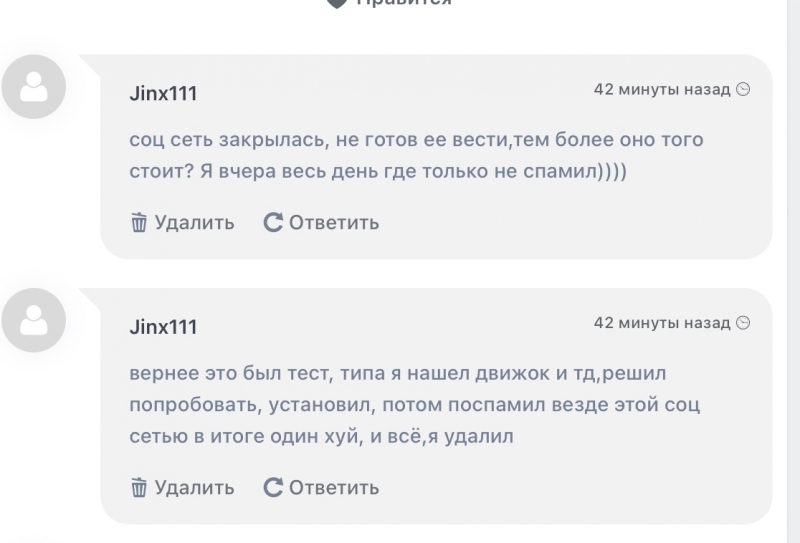 Нравится
Jinx111
42 минуты назад
соц сеть закрылась, не готов ее вести,тем более оно того
стоит? Я вчера весь день где только не спамил))))
Удалить Ответить
Jinx111
42 минуты назад
вернее это был тест, типа я нашел движок и тд,решил
попробовать, установил, потом поспамил везде этой соц
сетью в итоге один хуй, и всё,я удалил
Удалить Ответить